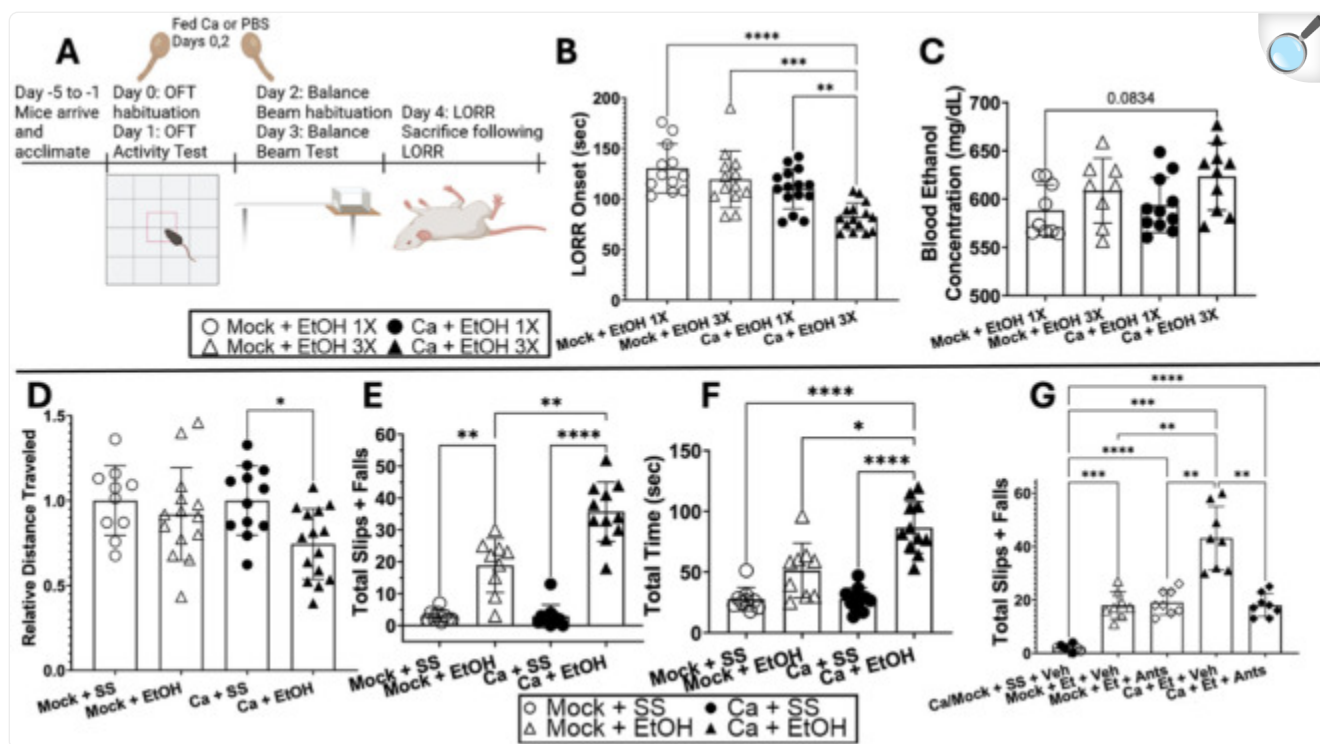 A
Fed Ca or PBS
Days 0,2
Day -5 to -1
Mice arrive
and
acclimate
Day 0: OFT
habituation
Day 1: OFT
Activity Test
Day 2: Balance
Beam habituation
Day 3: Balance
Beam Test
Day 4: LORR
Sacrifice following
LORR
○ Mock + EtOH 1X ● Ca + EtOH 1X
△ Mock + EtOH 3X ▲ Ca + EtOH 3X
B
****
***
**
LORR Onset (sec)
200
150
100
50
0
Mock + EtOH 1X
Mock + EtOH 3X
Ca + EtOH 1X
Ca + EtOH 3X
C
0.0834
Blood Ethanol
Concentration (mg/dL)
700
650
600
550
500
Mock + EtOH 1X
Mock + EtOH 3X
Ca + EtOH 1X
Ca + EtOH 3X
D
*
Relative Distance Traveled
1.5
1.0
0.5
0.0
Mock + SS
Mock + EtOH
Ca + SS
Ca + EtOH
E
**
**
****
Total Slips + Falls
60
50
40
30
20
10
0
Mock + SS
Mock + EtOH
Ca + SS
Ca + EtOH
F
****
*
****
Total Time (sec)
150
100
50
0
Mock + SS
Mock + EtOH
Ca + SS
Ca + EtOH
G
****
***
**
****
***
**
**
Total Slips + Falls
60
40
20
0
Ca/Mock + SS + Veh
Mock + Et + Veh
Mock + Et + Ants
Ca + Et + Veh
Ca + Et + Ants
○ Mock + SS ● Ca + SS
△ Mock + EtOH ▲ Ca + EtOH